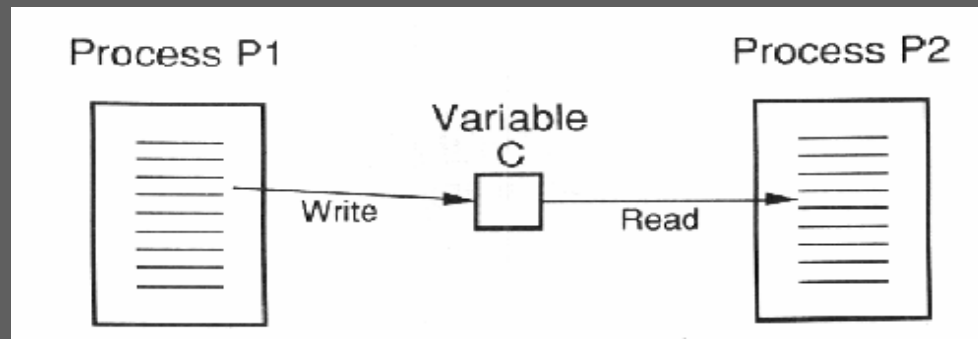 Process P1
Process P2
Variable
C
Write
Read